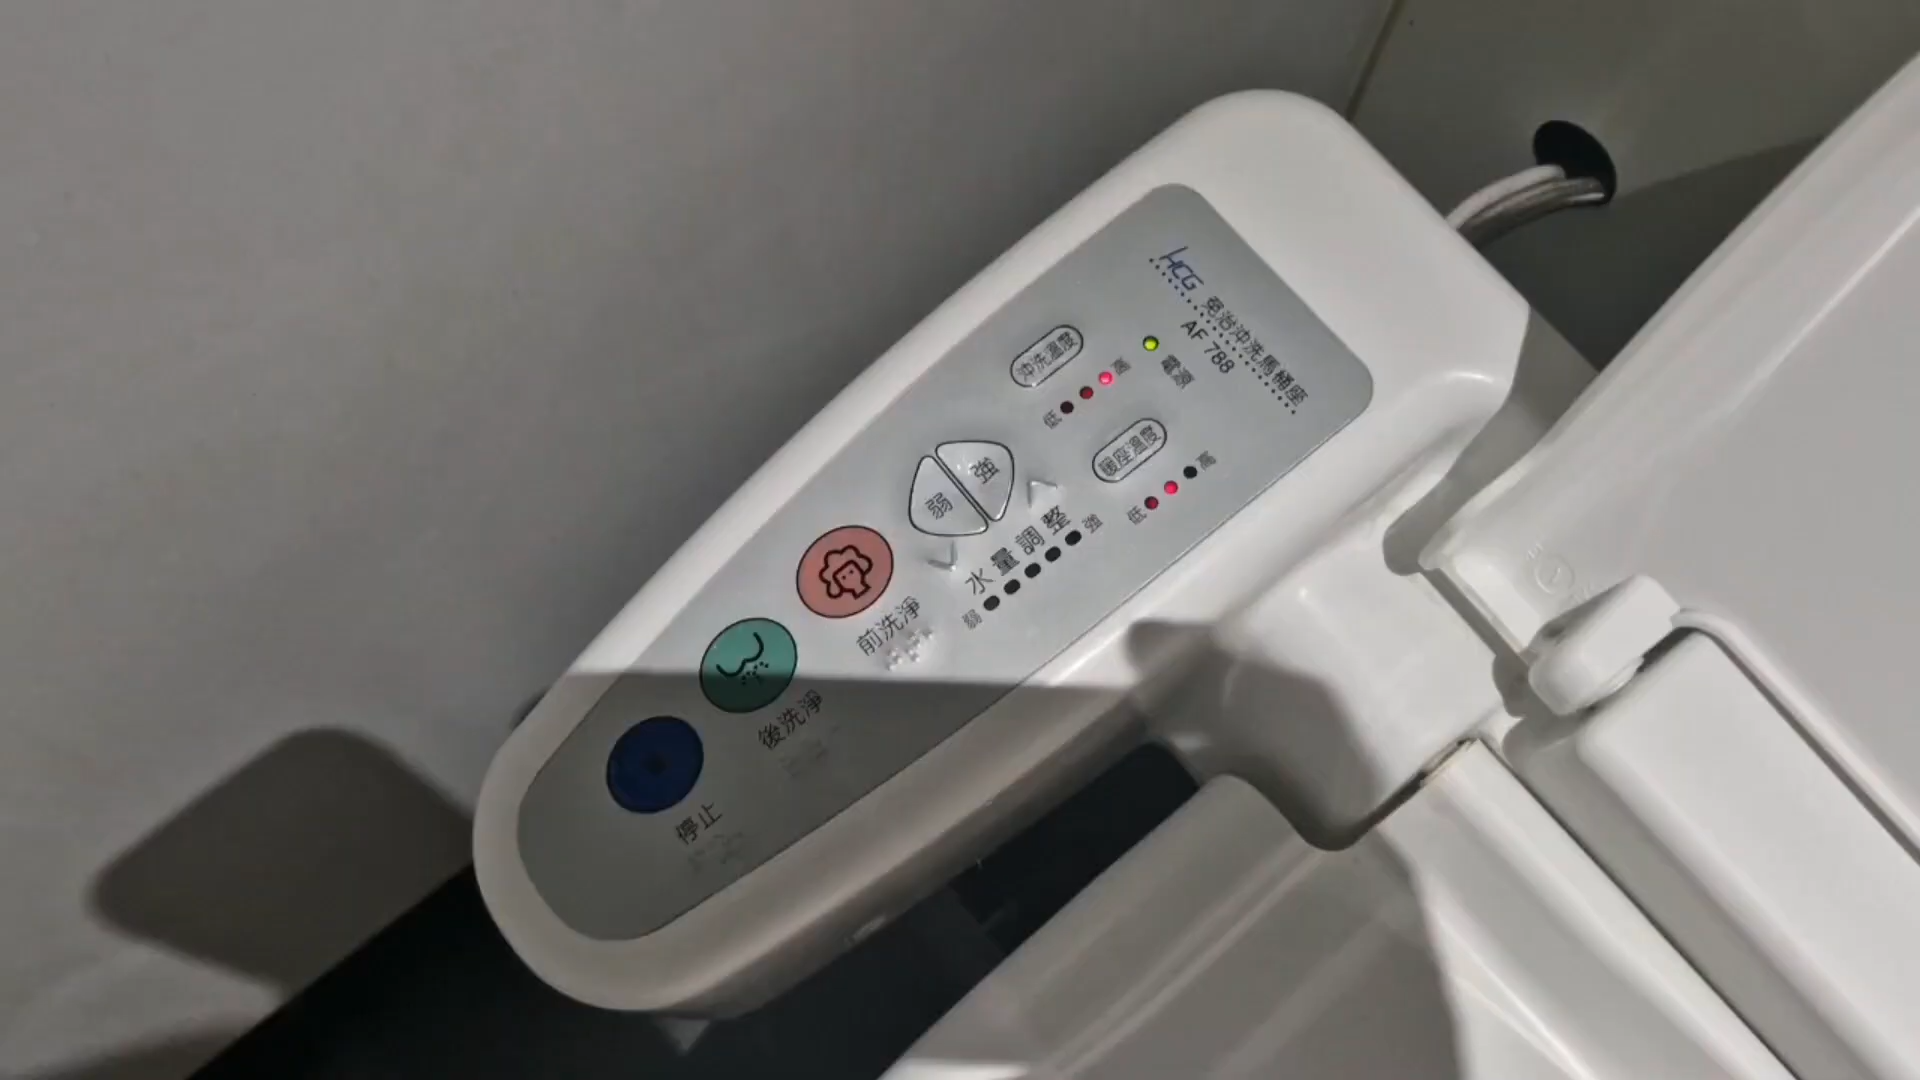 HCG
免治沖洗馬桶座
AF 788
電源
沖洗溫度
低 高
暖座溫度
低 高
強
弱
水量調整
弱 強
前洗淨
後洗淨
停止